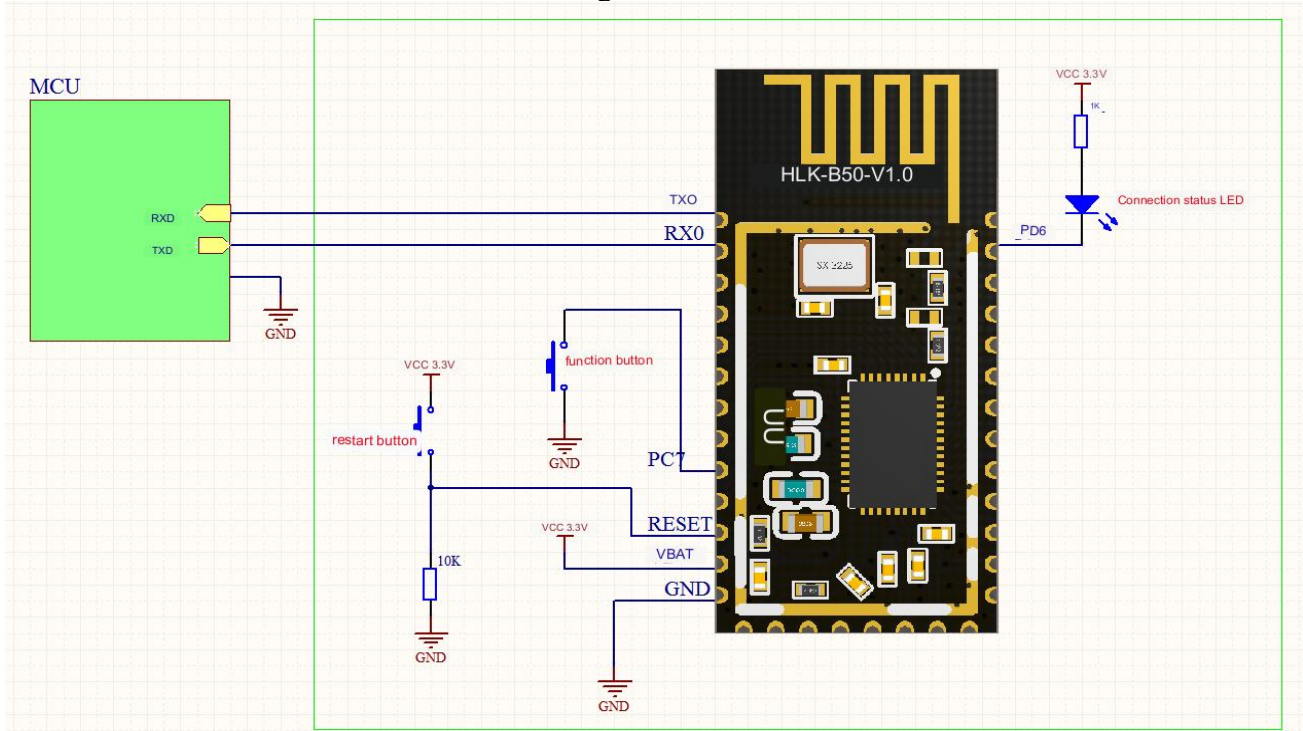 MCU
RXD
TXD
GND
TXO
RX0
HLK-B50-V1.0
SX 2225
VCC 3.3V
1K
Connection status LED
PD6
function button
GND
PC7
VCC 3.3V
restart button
10K
GND
RESET
VCC 3.3V
VBAT
GND
GND